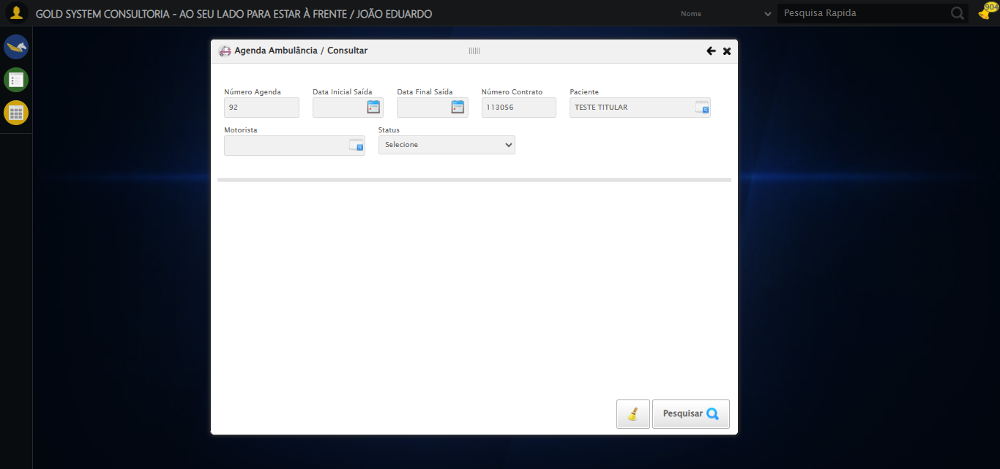 GOLD SYSTEM CONSULTORIA - AO SEU LADO PARA ESTAR À FRENTE / JOÃO EDUARDO
Nome
Pesquisa Rapida
904
Agenda Ambulância / Consultar
Número Agenda
Data Inicial Saída
Data Final Saída
Número Contrato
Paciente
92
113056
TESTE TITULAR
Motorista
Status
Selecione
Pesquisar